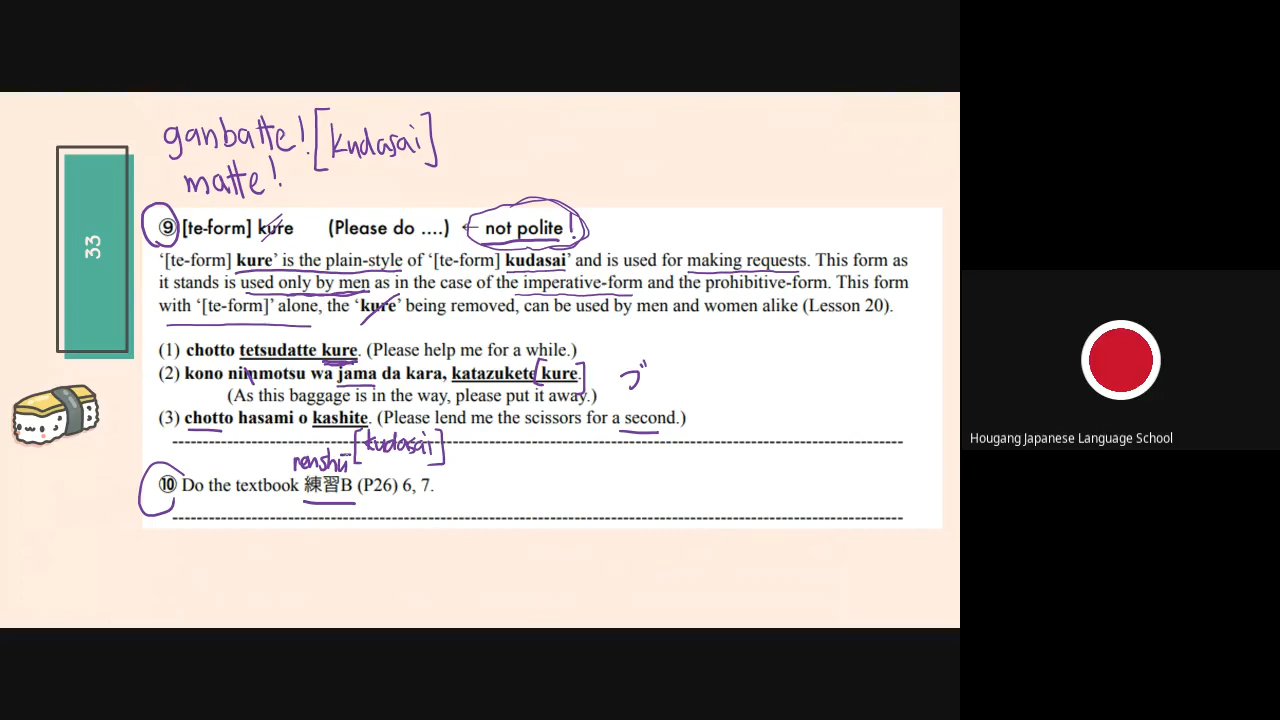 ganbatte! [kudasai]
matte!
33
⑨ [te-form] kure (Please do ....) ← not polite!
‘[te-form] kure’ is the plain-style of ‘[te-form] kudasai’ and is used for making requests. This form as
it stands is used only by men as in the case of the imperative-form and the prohibitive-form. This form
with ‘[te-form]’ alone, the ‘kure’ being removed, can be used by men and women alike (Lesson 20).
(1) chotto tetsudatte kure. (Please help me for a while.)
(2) kono nimmotsu wa jama da kara, katazukete [kure.] づ
(As this baggage is in the way, please put it away.)
(3) chotto hasami o kashite. (Please lend me the scissors for a second.)
[kudasai]
renshū
⑩ Do the textbook 練習B (P26) 6, 7.
Hougang Japanese Language School